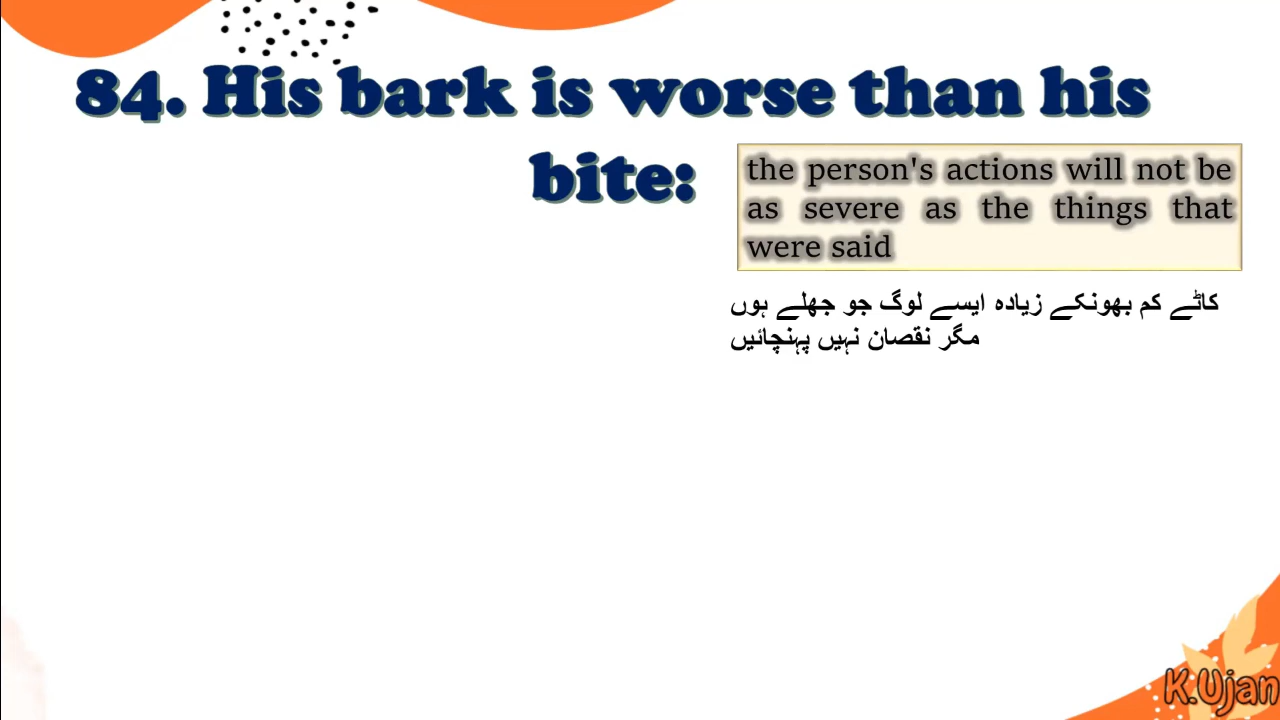 84. His bark is worse than his
bite:
the person's actions will not be
as severe as the things that
were said
کاٹے کم بھونکے زیادہ ایسے لوگ جو جھلے ہوں
مگر نقصان نہیں پہنچائیں
K.Ujan